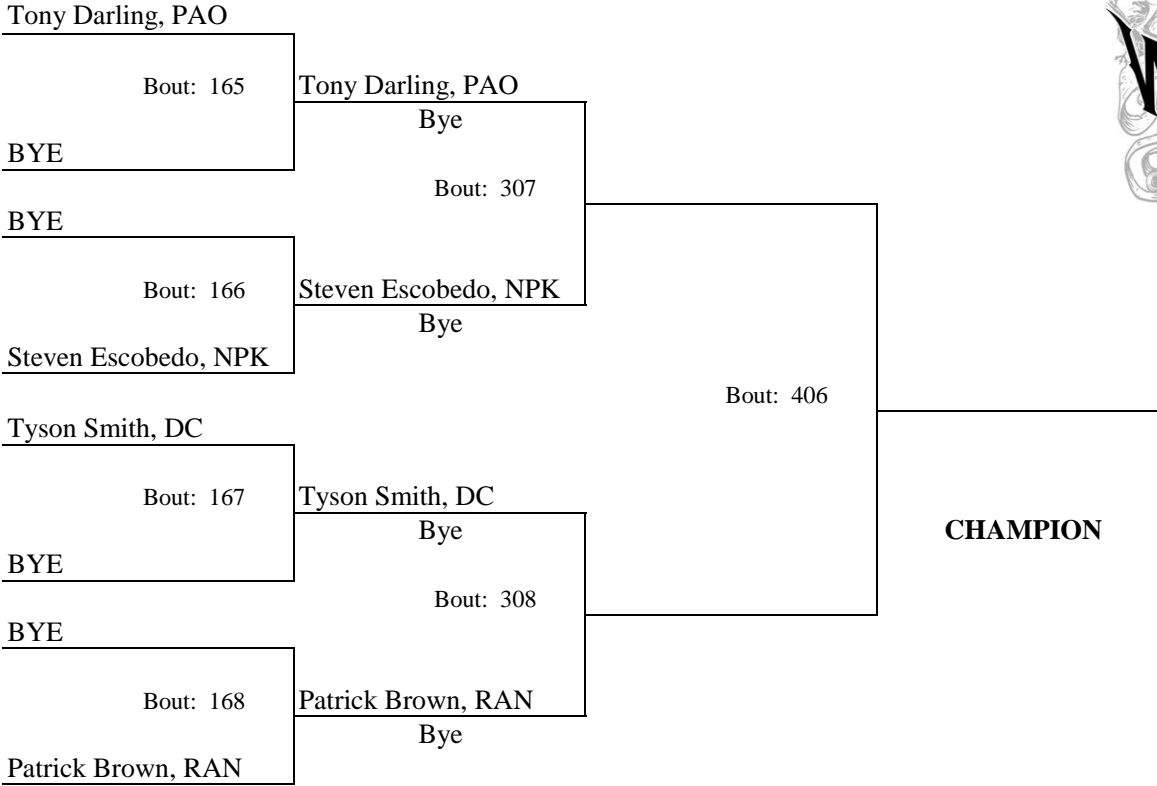 Tony Darling, PAO
Bout: 165
Tony Darling, PAO
Bye
BYE
Bout: 307
BYE
Bout: 166
Steven Escobedo, NPK
Bye
Steven Escobedo, NPK
Bout: 406
Tyson Smith, DC
Bout: 167
Tyson Smith, DC
Bye
CHAMPION
BYE
Bout: 308
BYE
Bout: 168
Patrick Brown, RAN
Bye
Patrick Brown, RAN